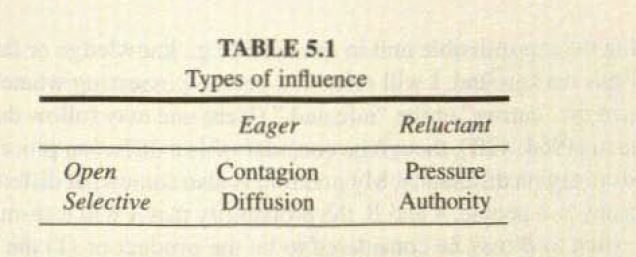 TABLE 5.1
Types of influence
Eager Reluctant
Open Contagion Pressure
Selective Diffusion Authority